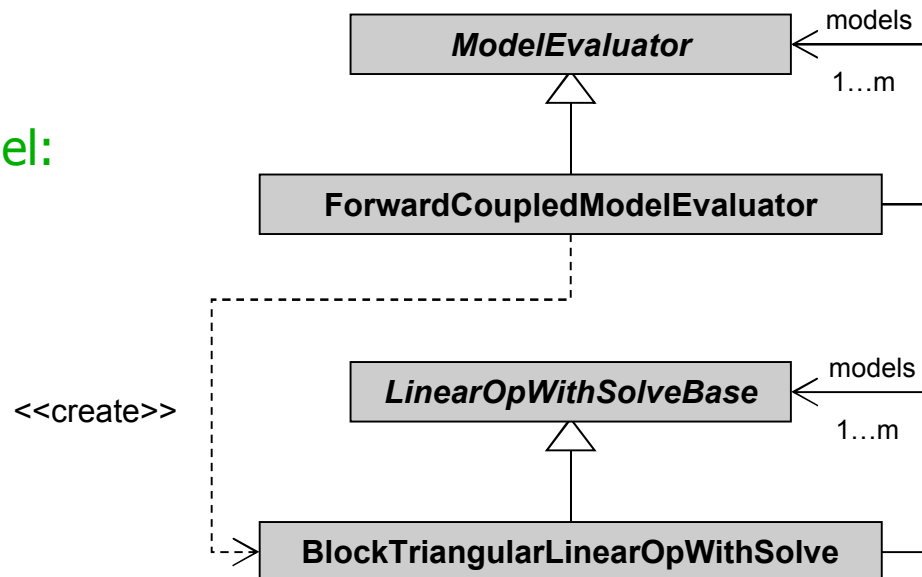 models
ModelEvaluator
1…m
el:
ForwardCoupledModelEvaluator
models
LinearOpWithSolveBase
<<create>>
1…m
BlockTriangularLinearOpWithSolve